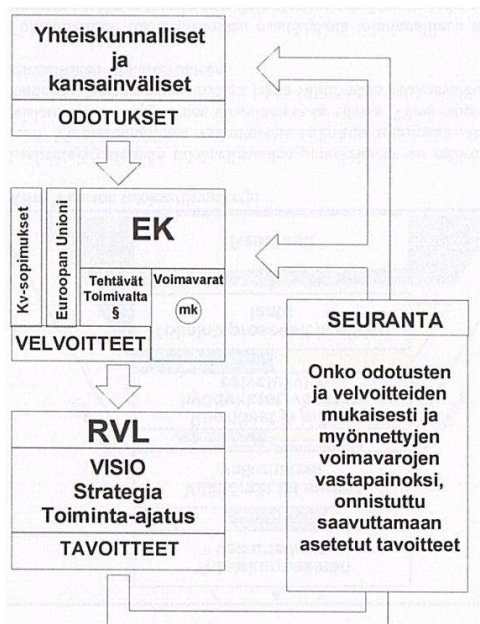 Yhteiskunnalliset
ja
kansainväliset
ODOTUKSET
Kv-sopimukset
Euroopan Unioni
EK
Tehtävät
Toimivalta
§
Voimavarat
mk
VELVOITTEET
RVL
VISIO
Strategia
Toiminta-ajatus
TAVOITTEET
SEURANTA
Onko odotusten
ja velvoitteiden
mukaisesti ja
myönnettyjen
voimavarojen
vastapainoksi,
onnistuttu
saavuttamaan
asetetut tavoitteet